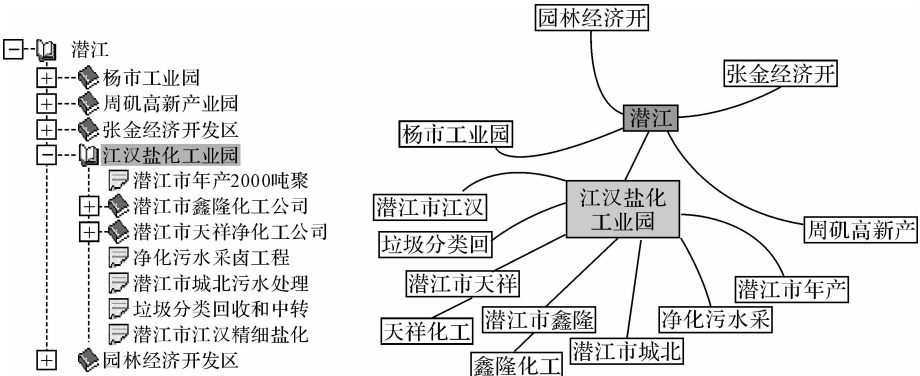 潜江
杨市工业园
周矶高新产业园
张金经济开发区
江汉盐化工业园
潜江市年产2000吨聚
潜江市鑫隆化工公司
潜江市天祥净化工公司
净化污水采卤工程
潜江市城北污水处理
垃圾分类回收和中转
潜江市江汉精细盐化
园林经济开发区
园林经济开
张金经济开
潜江
杨市工业园
江汉盐化
工业园
潜江市江汉
周矶高新产
垃圾分类回
潜江市天祥
潜江市年产
天祥化工
潜江市鑫隆
净化污水采
鑫隆化工
潜江市城北